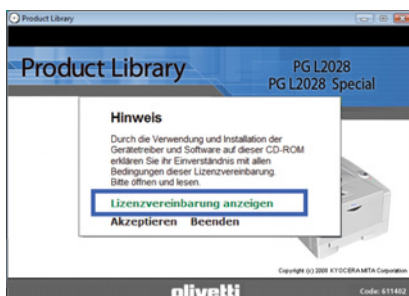 Product Library
Product Library
PG L2028
PG L2028 Special
Hinweis
Durch die Verwendung und Installation der
Gerätetreiber und Software auf dieser CD-ROM
erklären Sie ihr Einverständnis mit allen
Bedingungen dieser Lizenzvereinbarung.
Bitte öffnen und lesen.
Lizenzvereinbarung anzeigen
Akzeptieren Beenden
Copyright (c) 2008 KYOCERA MITA Corporation
olivetti
Code: 611402